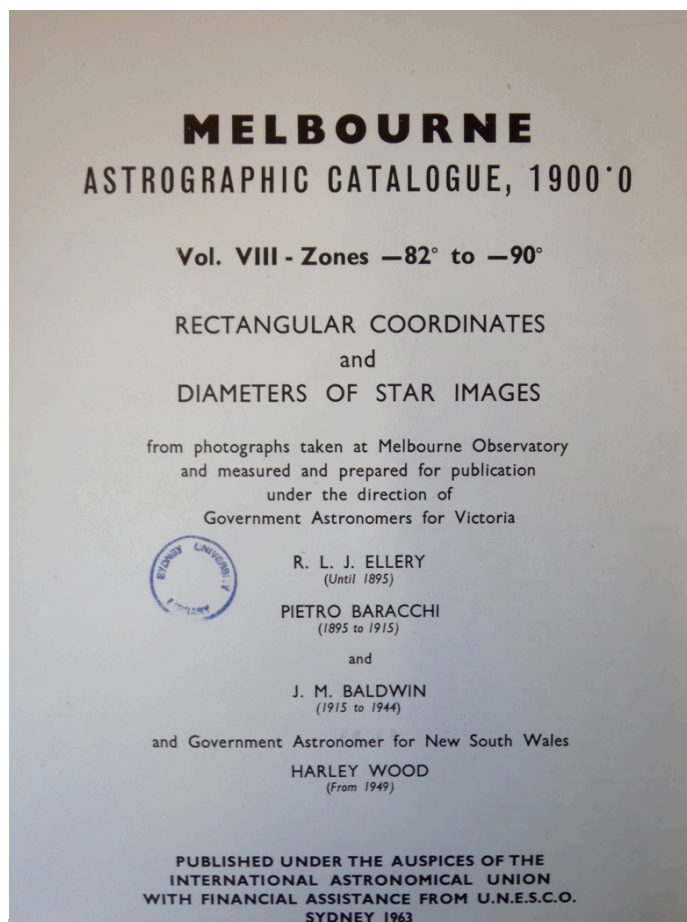 MELBOURNE
ASTROGRAPHIC CATALOGUE, 1900·0
Vol. VIII - Zones —82° to —90°
RECTANGULAR COORDINATES
and
DIAMETERS OF STAR IMAGES
from photographs taken at Melbourne Observatory
and measured and prepared for publication
under the direction of
Government Astronomers for Victoria
SYDNEY UNIVERSITY
LIBRARY
R. L. J. ELLERY
(Until 1895)
PIETRO BARACCHI
(1895 to 1915)
and
J. M. BALDWIN
(1915 to 1944)
and Government Astronomer for New South Wales
HARLEY WOOD
(From 1949)
PUBLISHED UNDER THE AUSPICES OF THE
INTERNATIONAL ASTRONOMICAL UNION
WITH FINANCIAL ASSISTANCE FROM U.N.E.S.C.O.
SYDNEY 1963